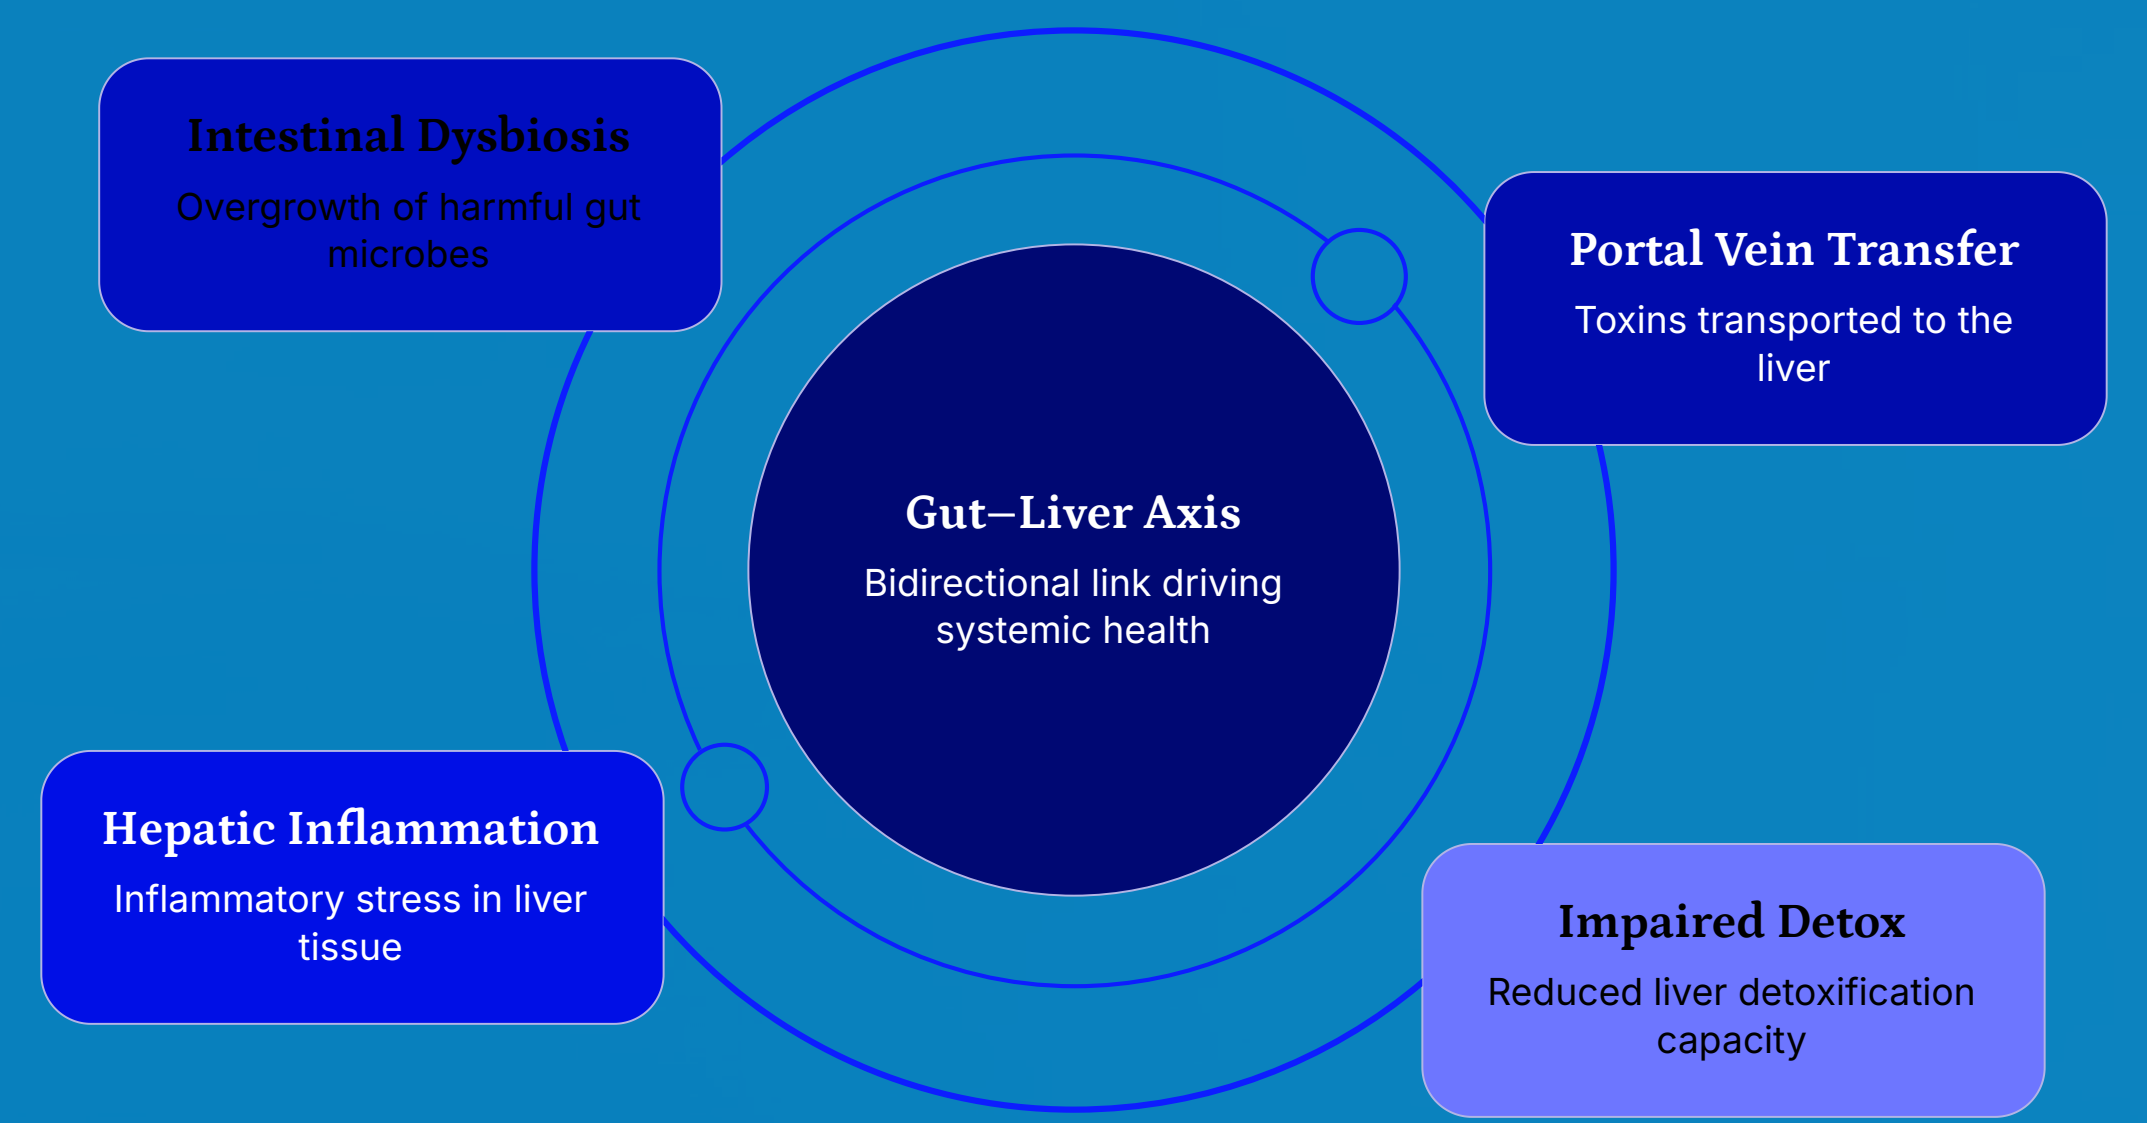 Intestinal Dysbiosis
Overgrowth of harmful gut
microbes
Portal Vein Transfer
Toxins transported to the
liver
Gut–Liver Axis
Bidirectional link driving
systemic health
Hepatic Inflammation
Inflammatory stress in liver
tissue
Impaired Detox
Reduced liver detoxification
capacity